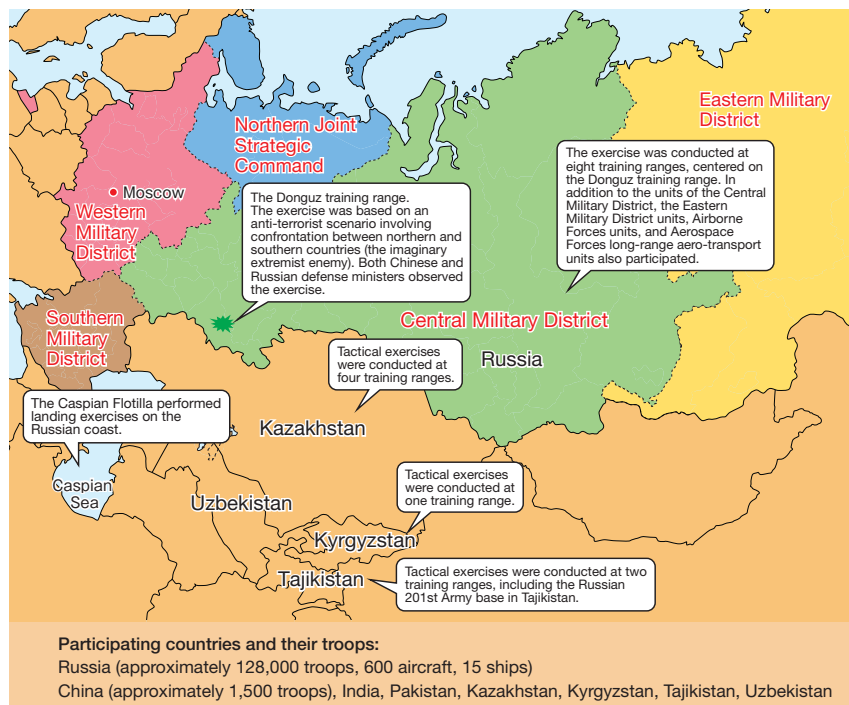 Eastern Military
District
Northern Joint
Strategic
Command
The exercise was conducted at
eight training ranges, centered on
the Donguz training range. In
addition to the units of the Central
Military District, the Eastern
Military District units, Airborne
Forces units, and Aerospace
Forces long-range aero-transport
units also participated.
Moscow
Western
Military
District
The Donguz training range.
The exercise was based on an
anti-terrorist scenario involving
confrontation between northern and
southern countries (the imaginary
extremist enemy). Both Chinese and
Russian defense ministers observed
the exercise.
Southern
Military
District
Central Military District
Russia
Tactical exercises
were conducted at
four training ranges.
The Caspian Flotilla performed
landing exercises on the
Russian coast.
Kazakhstan
Caspian
Sea
Uzbekistan
Tactical exercises
were conducted at
one training range.
Kyrgyzstan
Tajikistan
Tactical exercises were conducted at two
training ranges, including the Russian
201st Army base in Tajikistan.
Participating countries and their troops:
Russia (approximately 128,000 troops, 600 aircraft, 15 ships)
China (approximately 1,500 troops), India, Pakistan, Kazakhstan, Kyrgyzstan, Tajikistan, Uzbekistan